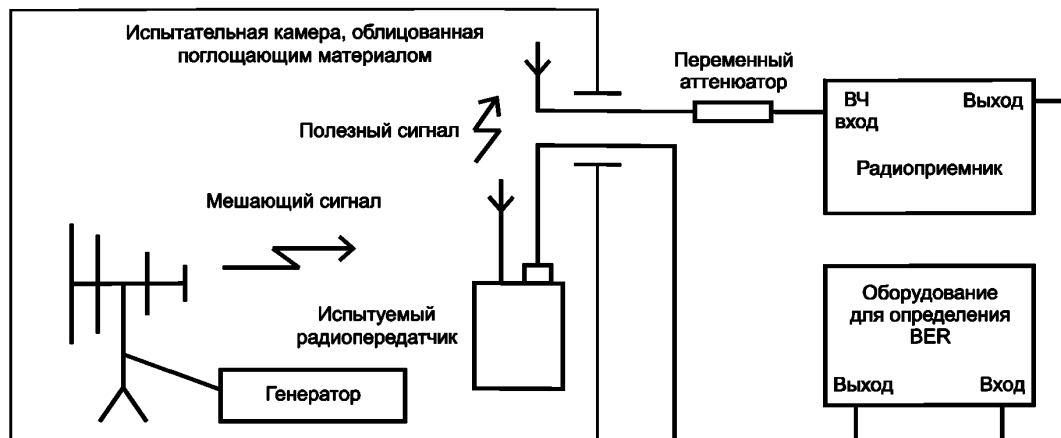 Испытательная камера, облицованная
поглощающим материалом
Переменный
аттенюатор
ВЧ
вход
Выход
Радиоприемник
Полезный сигнал
Мешающий сигнал
Испытуемый
радиопередатчик
Генератор
Оборудование
для определения
BER
Выход
Вход